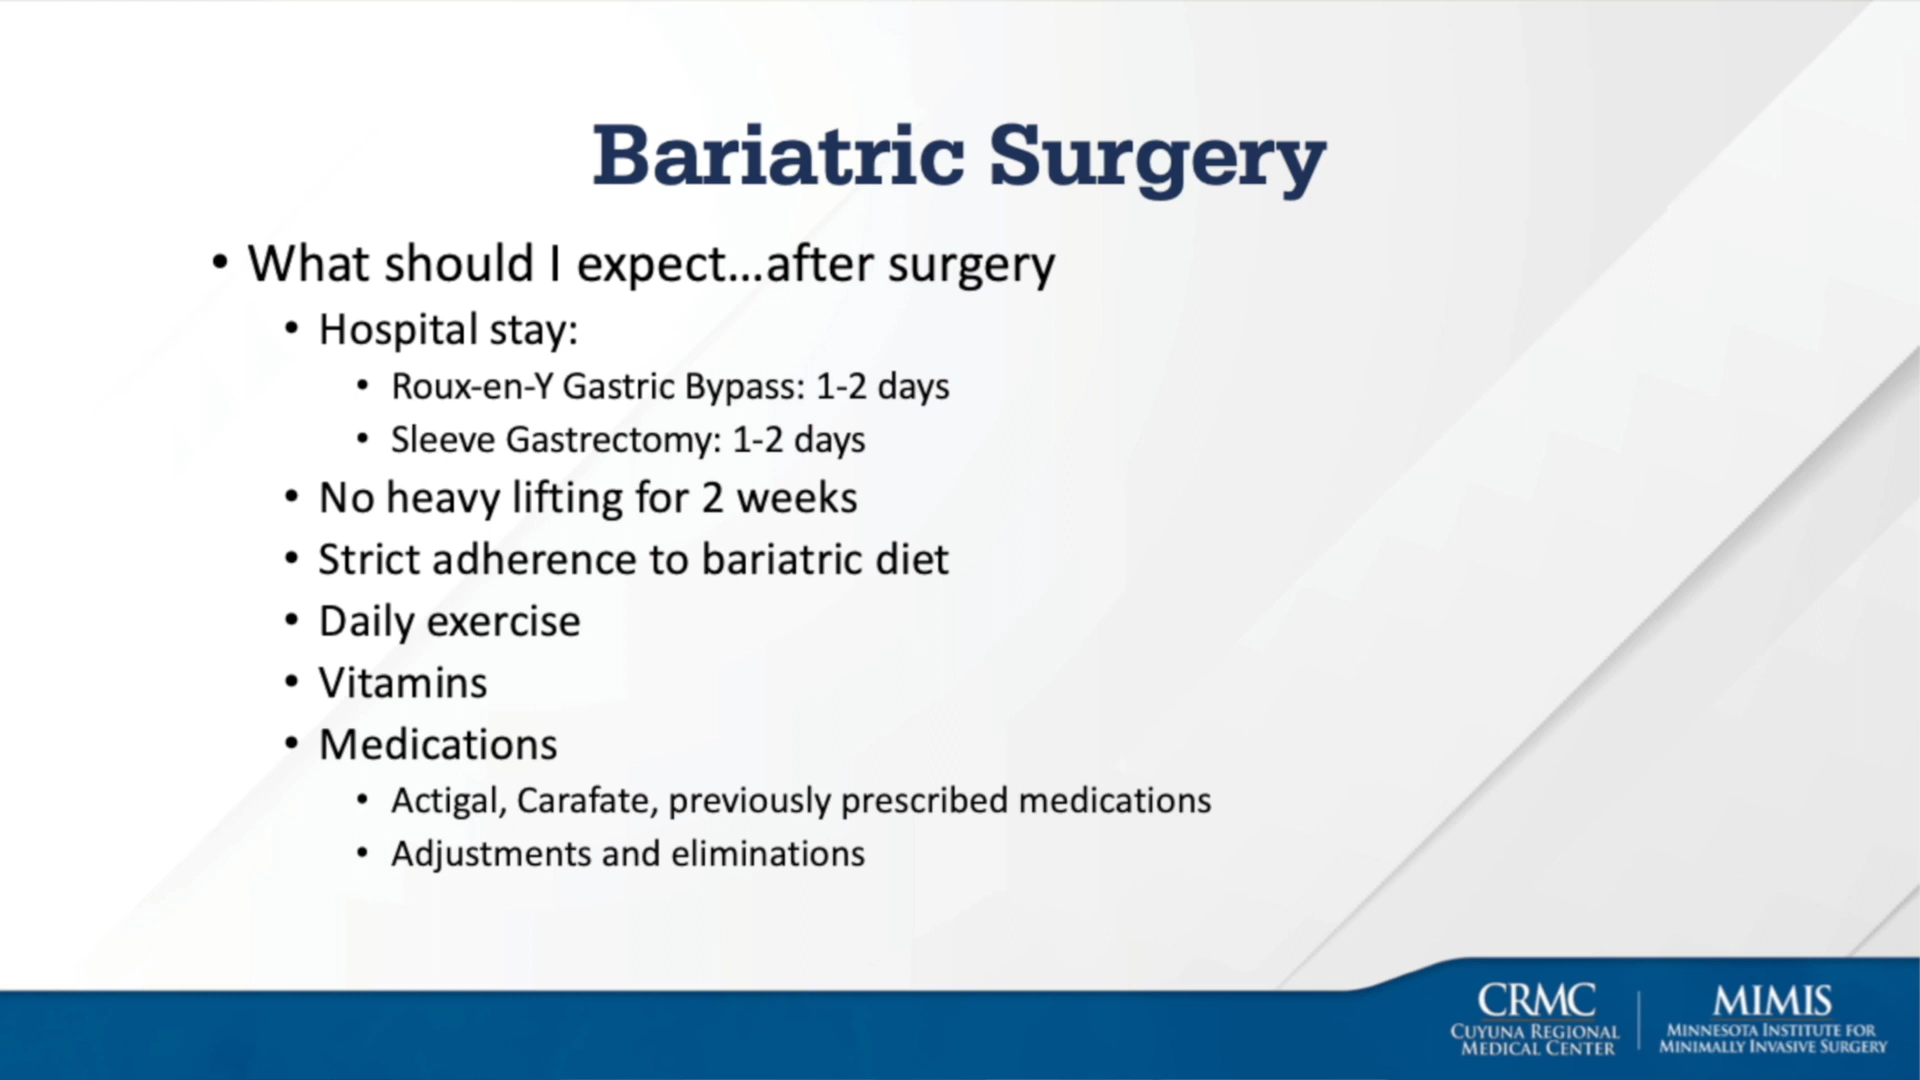 Bariatric Surgery
• What should I expect...after surgery
• Hospital stay:
• Roux-en-Y Gastric Bypass: 1-2 days
• Sleeve Gastrectomy: 1-2 days
• No heavy lifting for 2 weeks
• Strict adherence to bariatric diet
• Daily exercise
• Vitamins
• Medications
• Actigal, Carafate, previously prescribed medications
• Adjustments and eliminations
CRMC
CUYUNA REGIONAL
MEDICAL CENTER
MIMIS
MINNESOTA INSTITUTE FOR
MINIMALLY INVASIVE SURGERY